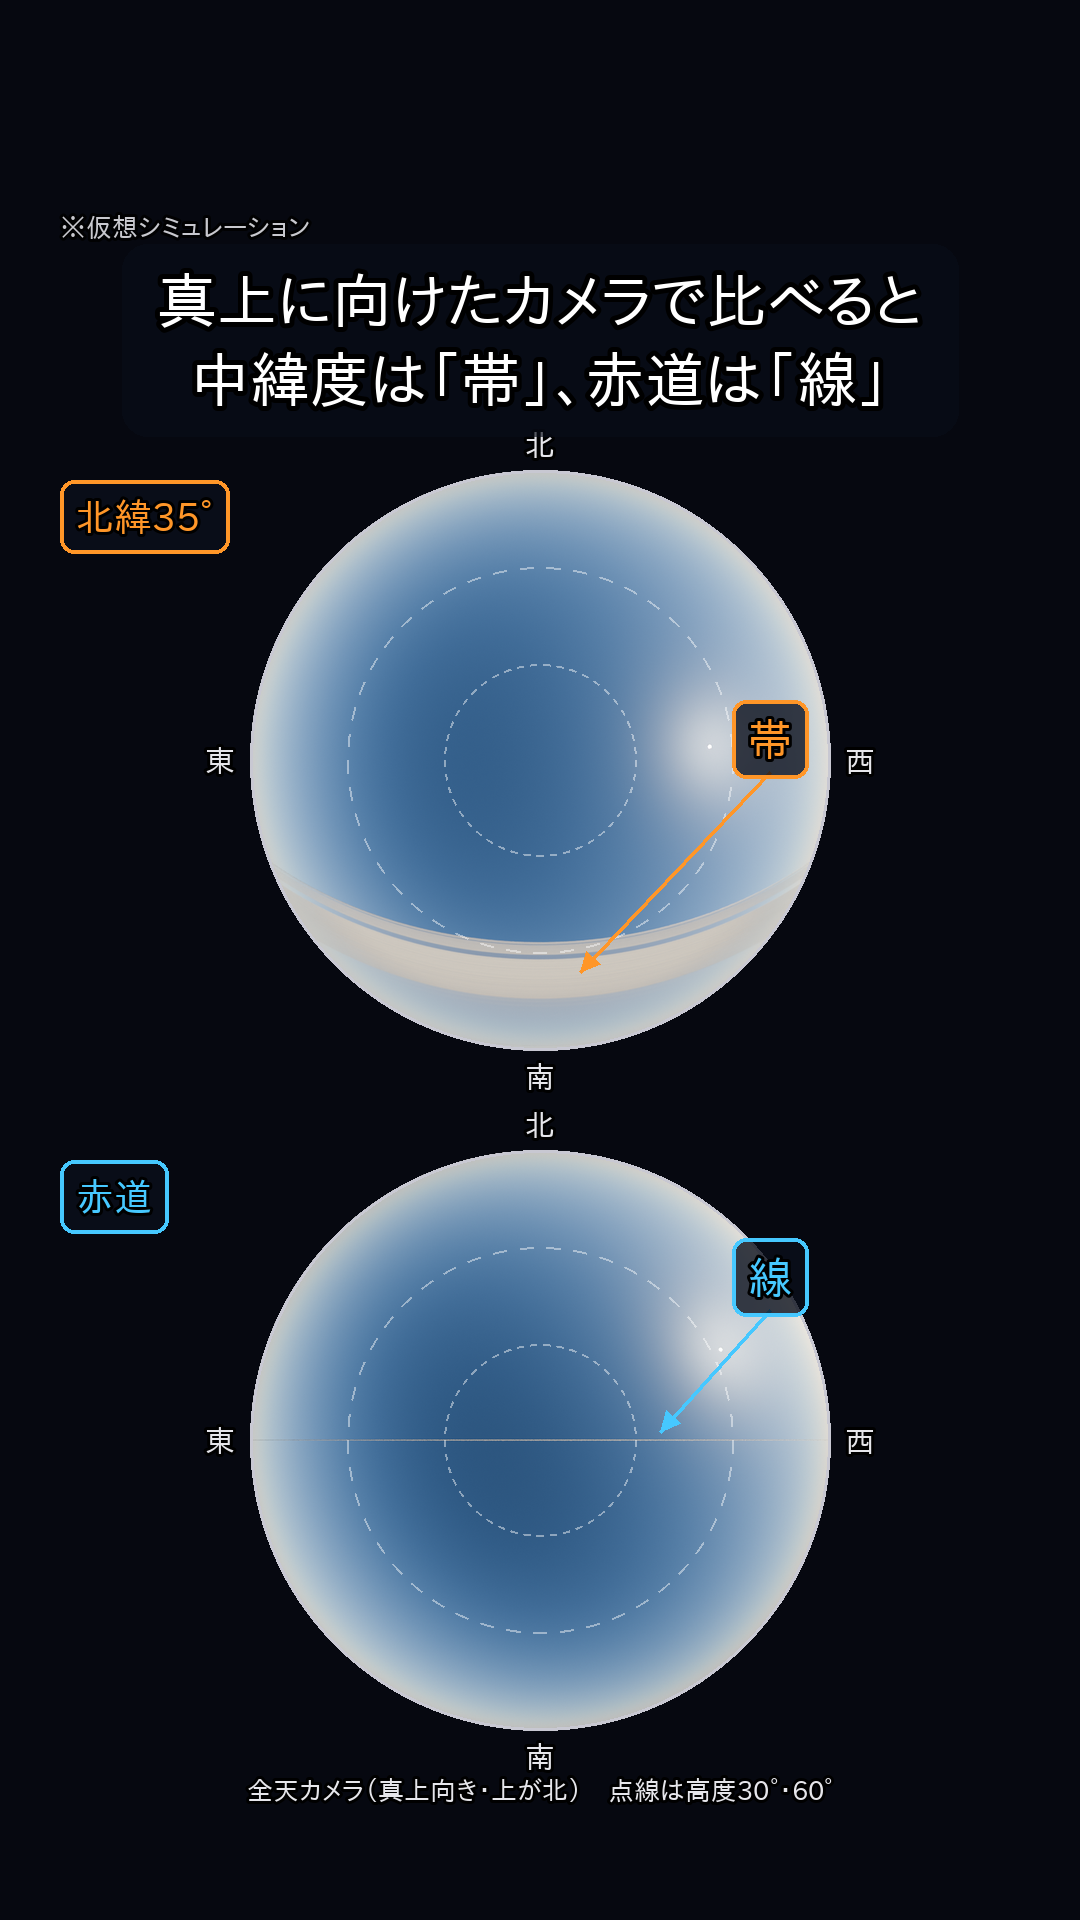 ※仮想シミュレーション
真上に向けたカメラで比べると
中緯度は「帯」、赤道は「線」
北
北緯35°
帯
東
西
南
北
赤道
線
東
西
南
全天カメラ(真上向き・上が北) 点線は高度30°・60°